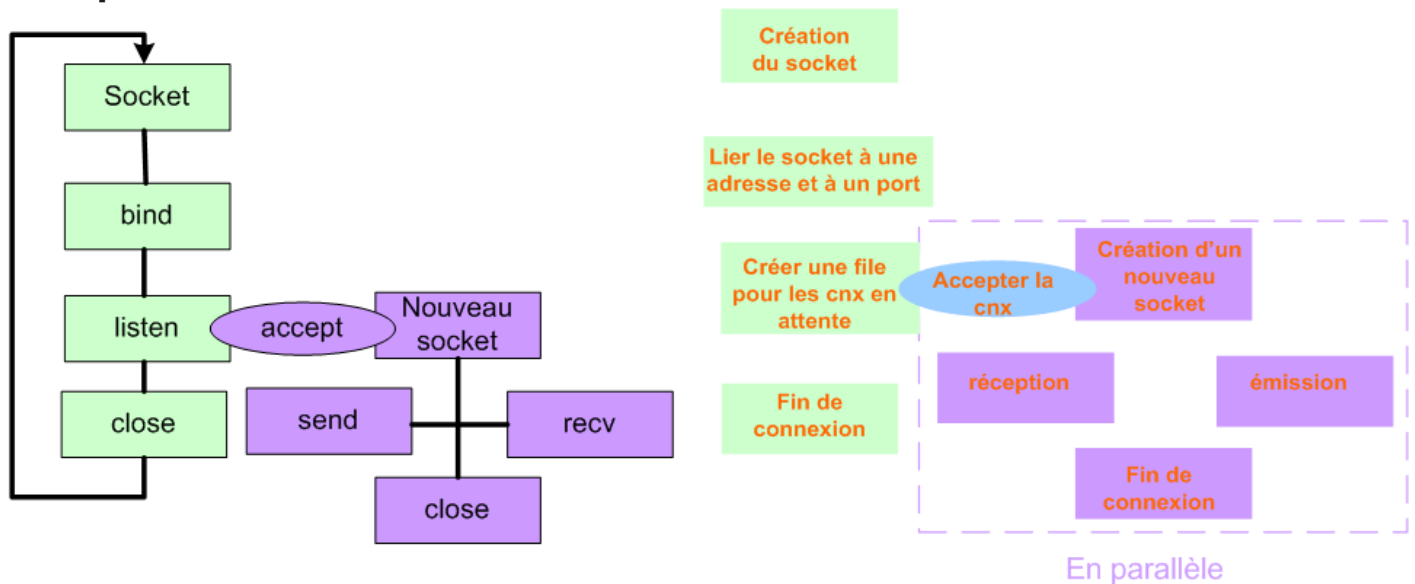 Socket
bind
listen
accept
Nouveau
socket
close
send
recv
close
Création
du socket
Lier le socket à une
adresse et à un port
Créer une file
pour les cnx en
attente
Accepter la
cnx
Création d'un
nouveau
socket
réception
émission
Fin de
connexion
Fin de
connexion
En parallèle